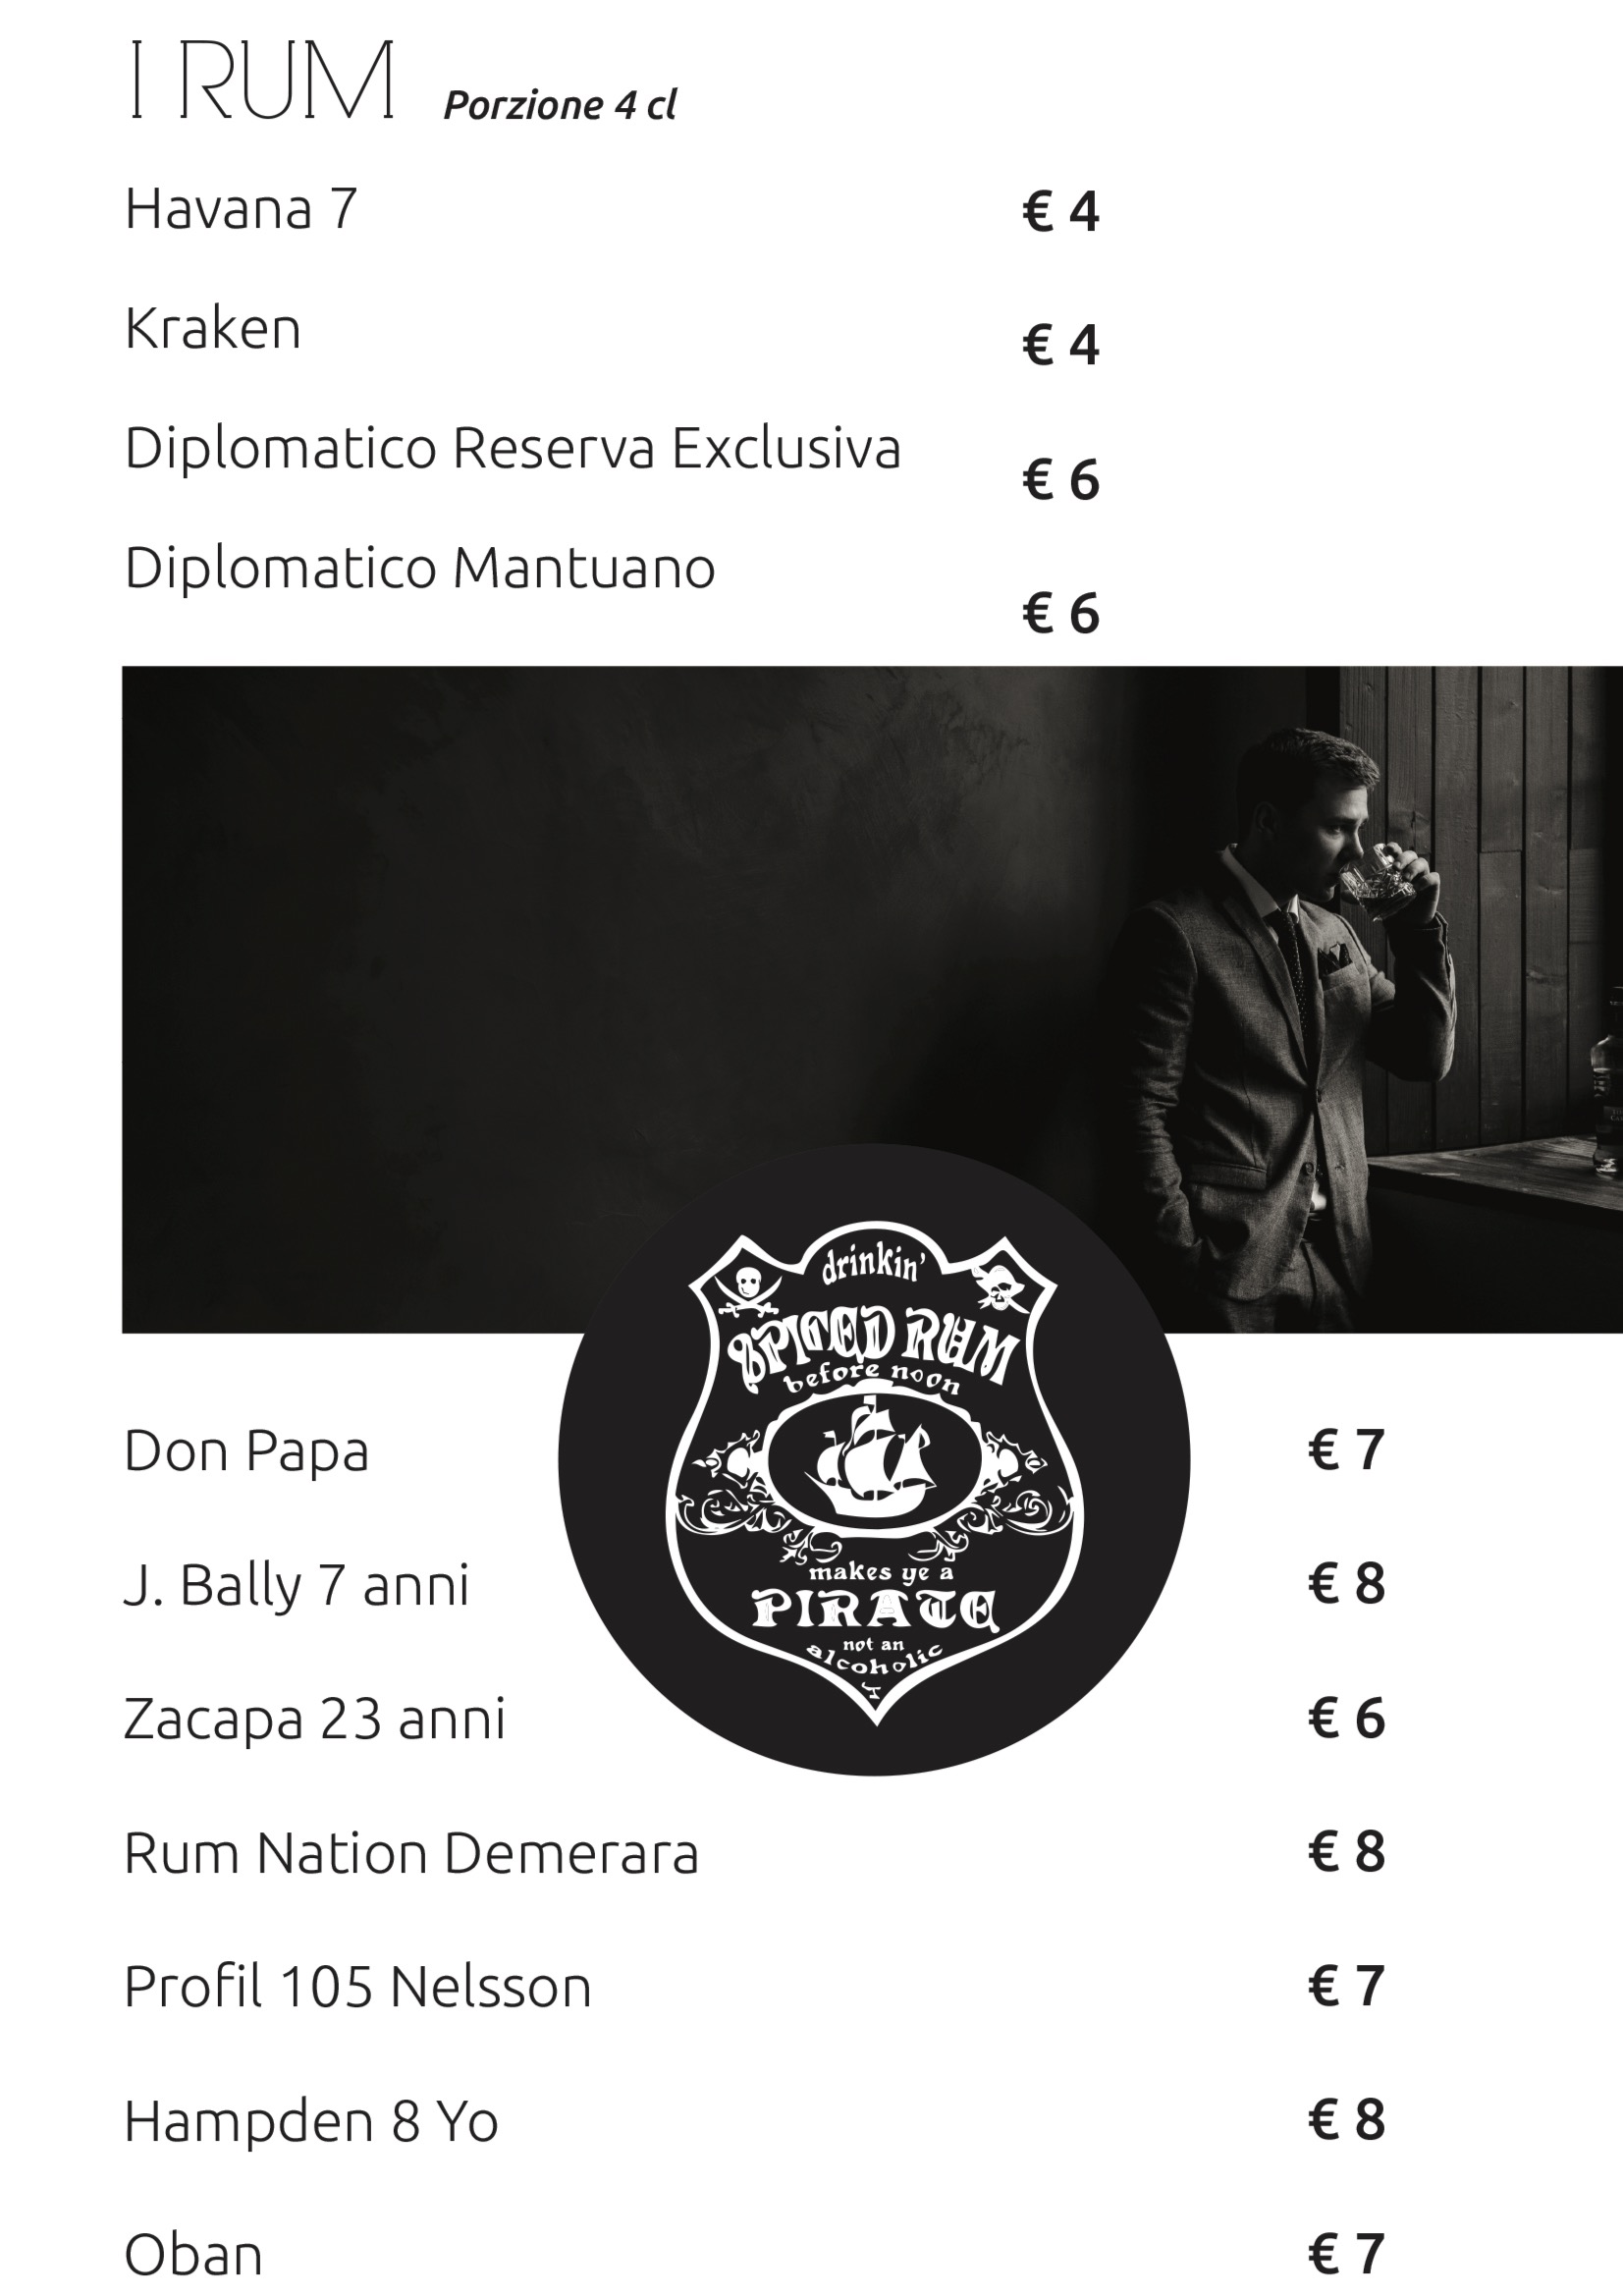 I RUM Porzione 4 cl
Havana 7 € 4
Kraken € 4
Diplomatico Reserva Exclusiva € 6
Diplomatico Mantuano € 6
drinkin'
SPICED RUM
before noon
makes ye a
PIRATE
not an
alcoholic
Don Papa € 7
J. Bally 7 anni € 8
Zacapa 23 anni € 6
Rum Nation Demerara € 8
Profil 105 Nelsson € 7
Hampden 8 Yo € 8
Oban € 7